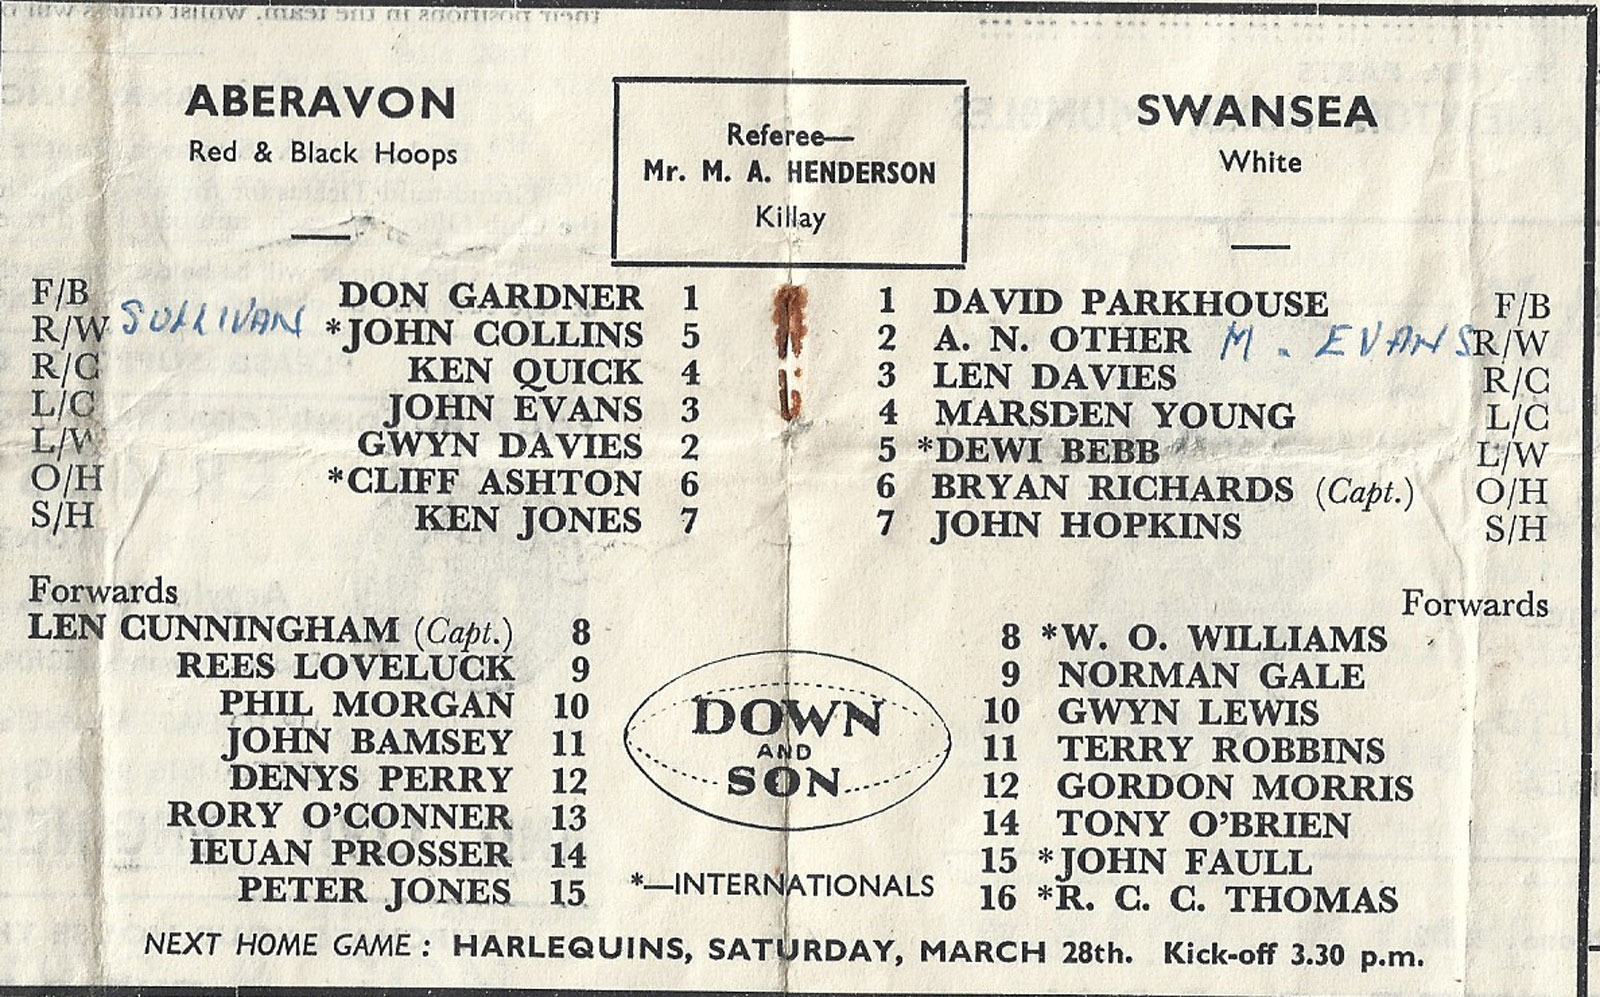 ABERAVON
Red & Black Hoops
Referee—
Mr. M. A. HENDERSON
Killay
SWANSEA
White
F/B DON GARDNER 1
R/W SULLIVAN *JOHN COLLINS 5
R/C KEN QUICK 4
L/C JOHN EVANS 3
L/W GWYN DAVIES 2
O/H *CLIFF ASHTON 6
S/H KEN JONES 7
1 DAVID PARKHOUSE F/B
2 A. N. OTHER M. EVANS R/W
3 LEN DAVIES R/C
4 MARSDEN YOUNG L/C
5 *DEWI BEBB L/W
6 BRYAN RICHARDS (Capt.) O/H
7 JOHN HOPKINS S/H
Forwards
LEN CUNNINGHAM (Capt.) 8
REES LOVELUCK 9
PHIL MORGAN 10
JOHN BAMSEY 11
DENYS PERRY 12
RORY O'CONNER 13
IEUAN PROSSER 14
PETER JONES 15
DOWN
AND
SON
*—INTERNATIONALS
Forwards
8 *W. O. WILLIAMS
9 NORMAN GALE
10 GWYN LEWIS
11 TERRY ROBBINS
12 GORDON MORRIS
14 TONY O'BRIEN
15 *JOHN FAULL
16 *R. C. C. THOMAS
NEXT HOME GAME : HARLEQUINS, SATURDAY, MARCH 28th. Kick-off 3.30 p.m.